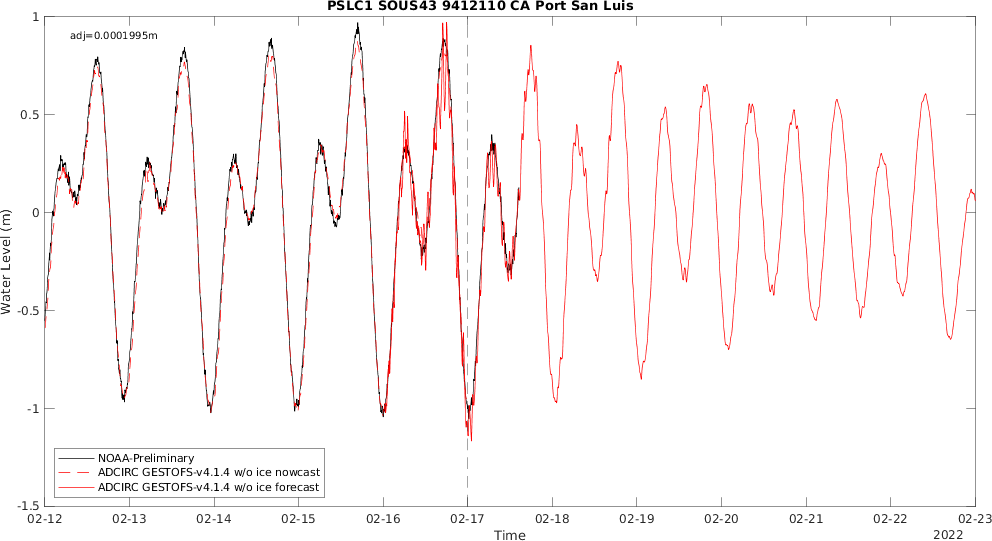 PSLC1 SOUS43 9412110 CA Port San Luis
adj=0.0001995m
1
0.5
0
-0.5
-1
-1.5
Water Level (m)
NOAA-Preliminary
ADCIRC GESTOFS-v4.1.4 w/o ice nowcast
ADCIRC GESTOFS-v4.1.4 w/o ice forecast
02-12 02-13 02-14 02-15 02-16 02-17 02-18 02-19 02-20 02-21 02-22 02-23
Time
2022